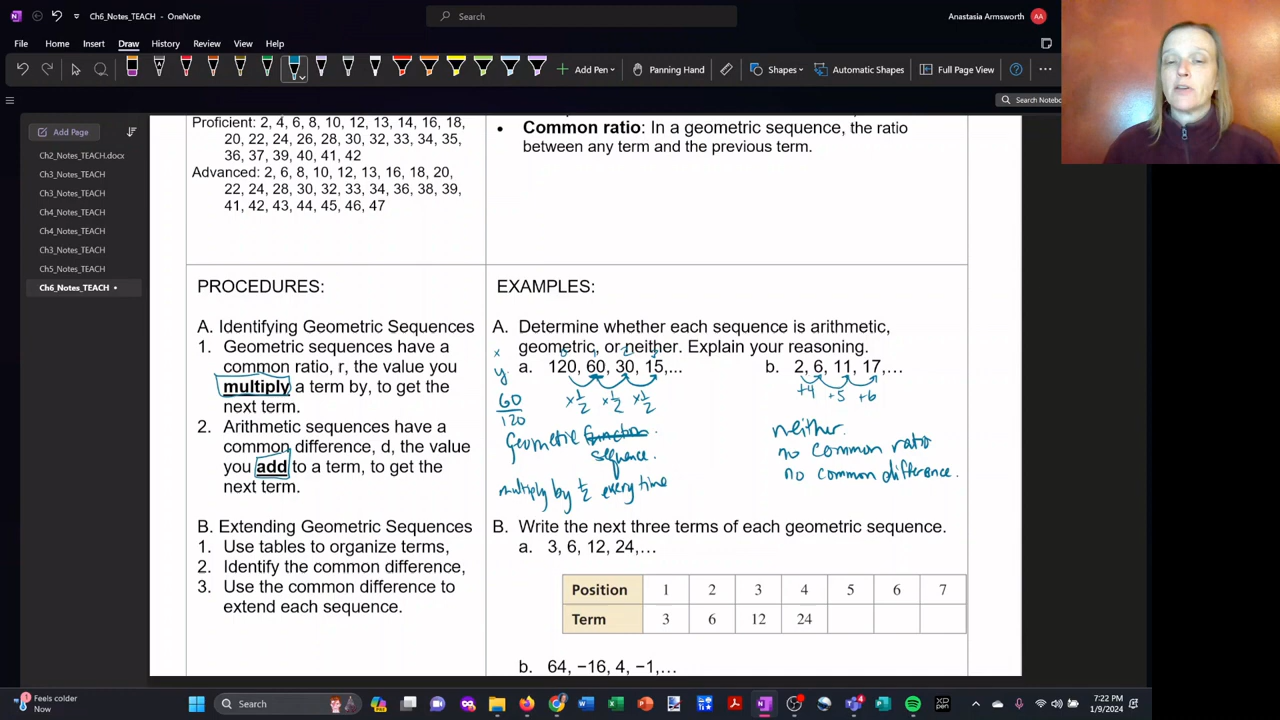 Ch6_Notes_TEACH - OneNote
Search
Anastasia Armsworth
AA
File Home Insert Draw History Review View Help
Add Pen
Panning Hand
Shapes
Automatic Shapes
Full Page View
Search Notebo
Add Page
Ch2_Notes_TEACH.docx
Ch3_Notes_TEACH
Ch3_Notes_TEACH
Ch4_Notes_TEACH
Ch4_Notes_TEACH
Ch3_Notes_TEACH
Ch5_Notes_TEACH
Ch6_Notes_TEACH
Proficient: 2, 4, 6, 8, 10, 12, 13, 14, 16, 18,
20, 22, 24, 26, 28, 30, 32, 33, 34, 35,
36, 37, 39, 40, 41, 42
Advanced: 2, 6, 8, 10, 12, 13, 16, 18, 20,
22, 24, 28, 30, 32, 33, 34, 36, 38, 39,
41, 42, 43, 44, 45, 46, 47
• Common ratio: In a geometric sequence, the ratio
between any term and the previous term.
PROCEDURES:
A. Identifying Geometric Sequences
1. Geometric sequences have a
common ratio, r, the value you
multiply a term by, to get the
next term.
2. Arithmetic sequences have a
common difference, d, the value
you add to a term, to get the
next term.
B. Extending Geometric Sequences
1. Use tables to organize terms,
2. Identify the common difference,
3. Use the common difference to
extend each sequence.
EXAMPLES:
A. Determine whether each sequence is arithmetic,
geometric, or neither. Explain your reasoning.
x
a. 120, 60, 30, 15,...
y
×1/2 ×1/2 ×1/2
60
120
geometric function
sequence.
multiply by 1/2 every time
b. 2, 6, 11, 17,…
+4 +5 +6
neither.
no common ratio
no common difference.
B. Write the next three terms of each geometric sequence.
a. 3, 6, 12, 24,…
Position 1 2 3 4 5 6 7
Term 3 6 12 24
b. 64, −16, 4, −1,…
Feels colder
Now
Search
7:22 PM
1/9/2024